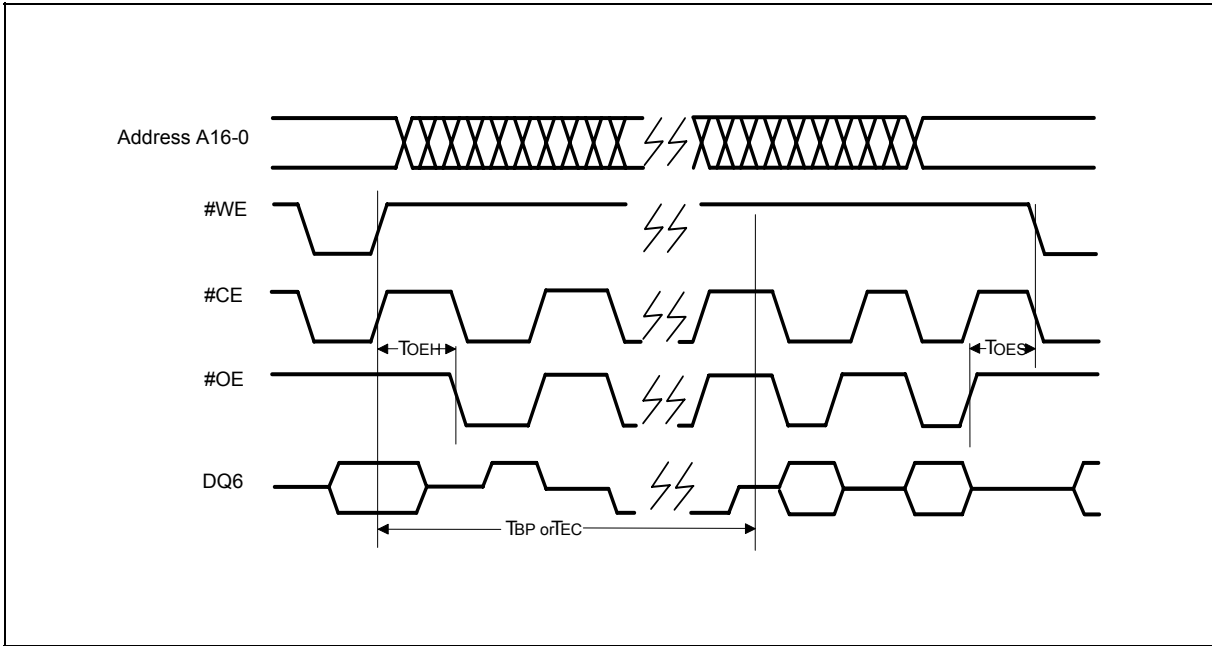 Address A16-0
#WE
#CE
TOEH
TOES
#OE
DQ6
TBP orTEC